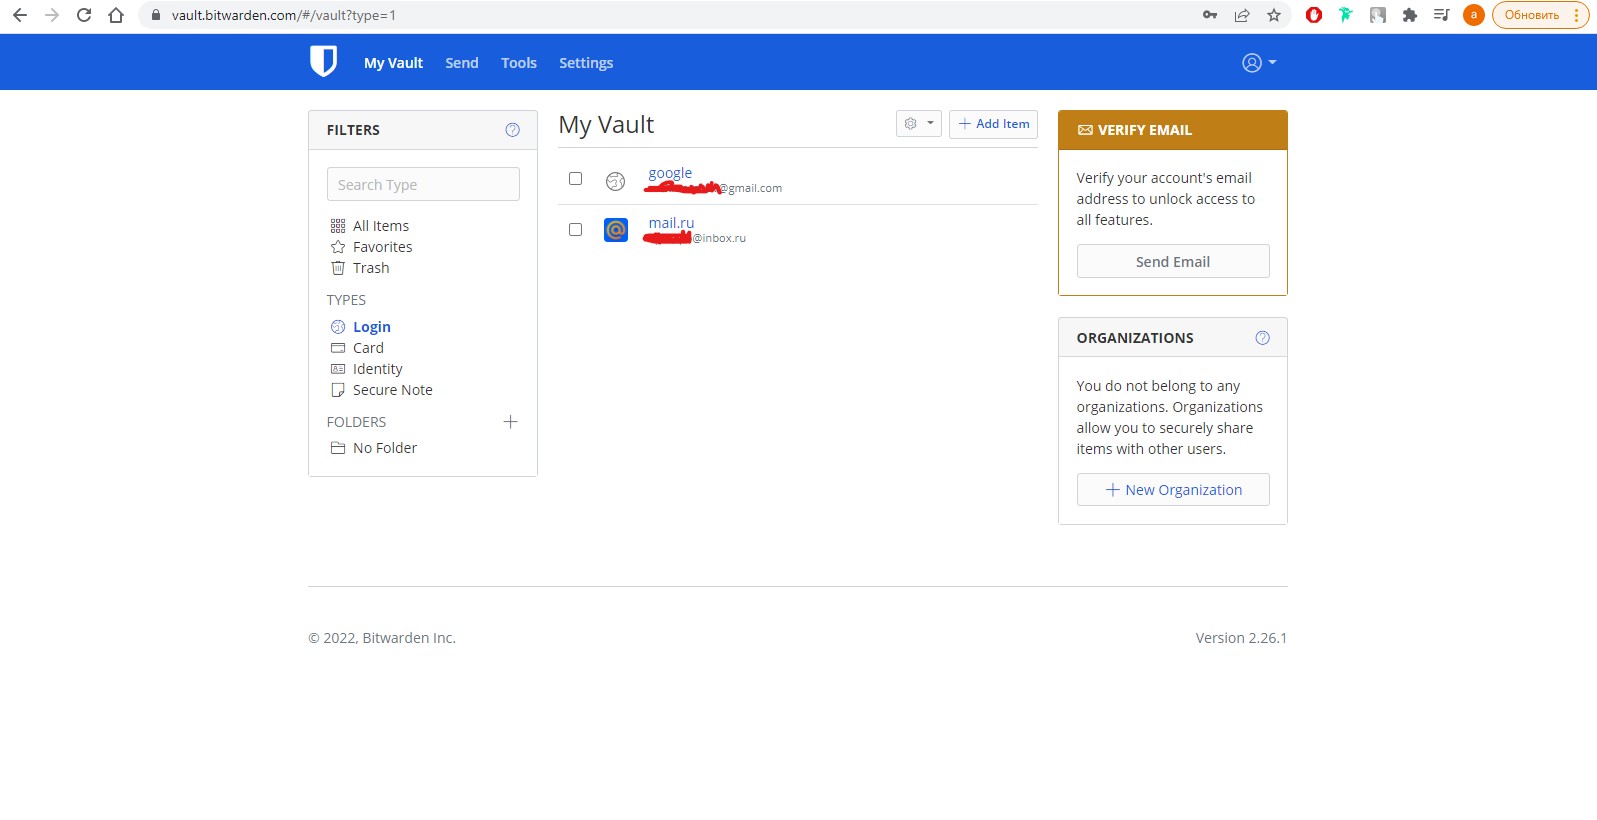 vault.bitwarden.com/#/vault?type=1
a
Обновить
My Vault
Send
Tools
Settings
FILTERS
Search Type
All Items
Favorites
Trash
TYPES
Login
Card
Identity
Secure Note
FOLDERS
No Folder
My Vault
Add Item
google
@gmail.com
mail.ru
@inbox.ru
VERIFY EMAIL
Verify your account's email
address to unlock access to
all features.
Send Email
ORGANIZATIONS
You do not belong to any
organizations. Organizations
allow you to securely share
items with other users.
New Organization
© 2022, Bitwarden Inc.
Version 2.26.1